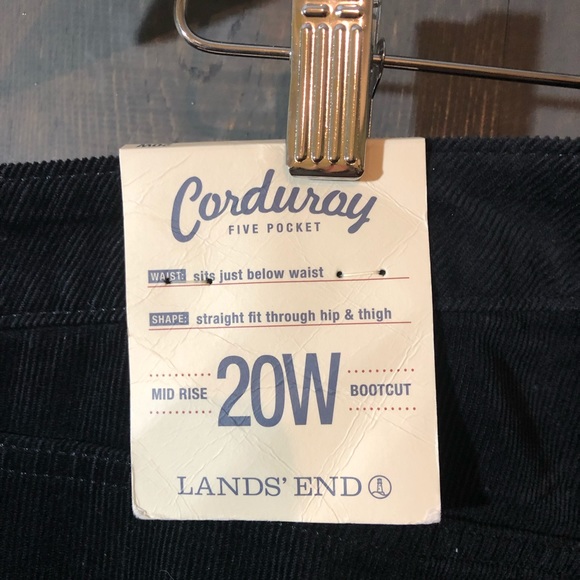 Corduroy
FIVE POCKET
WAIST: sits just below waist
SHAPE: straight fit through hip & thigh
MID RISE 20W BOOTCUT
LANDS' END